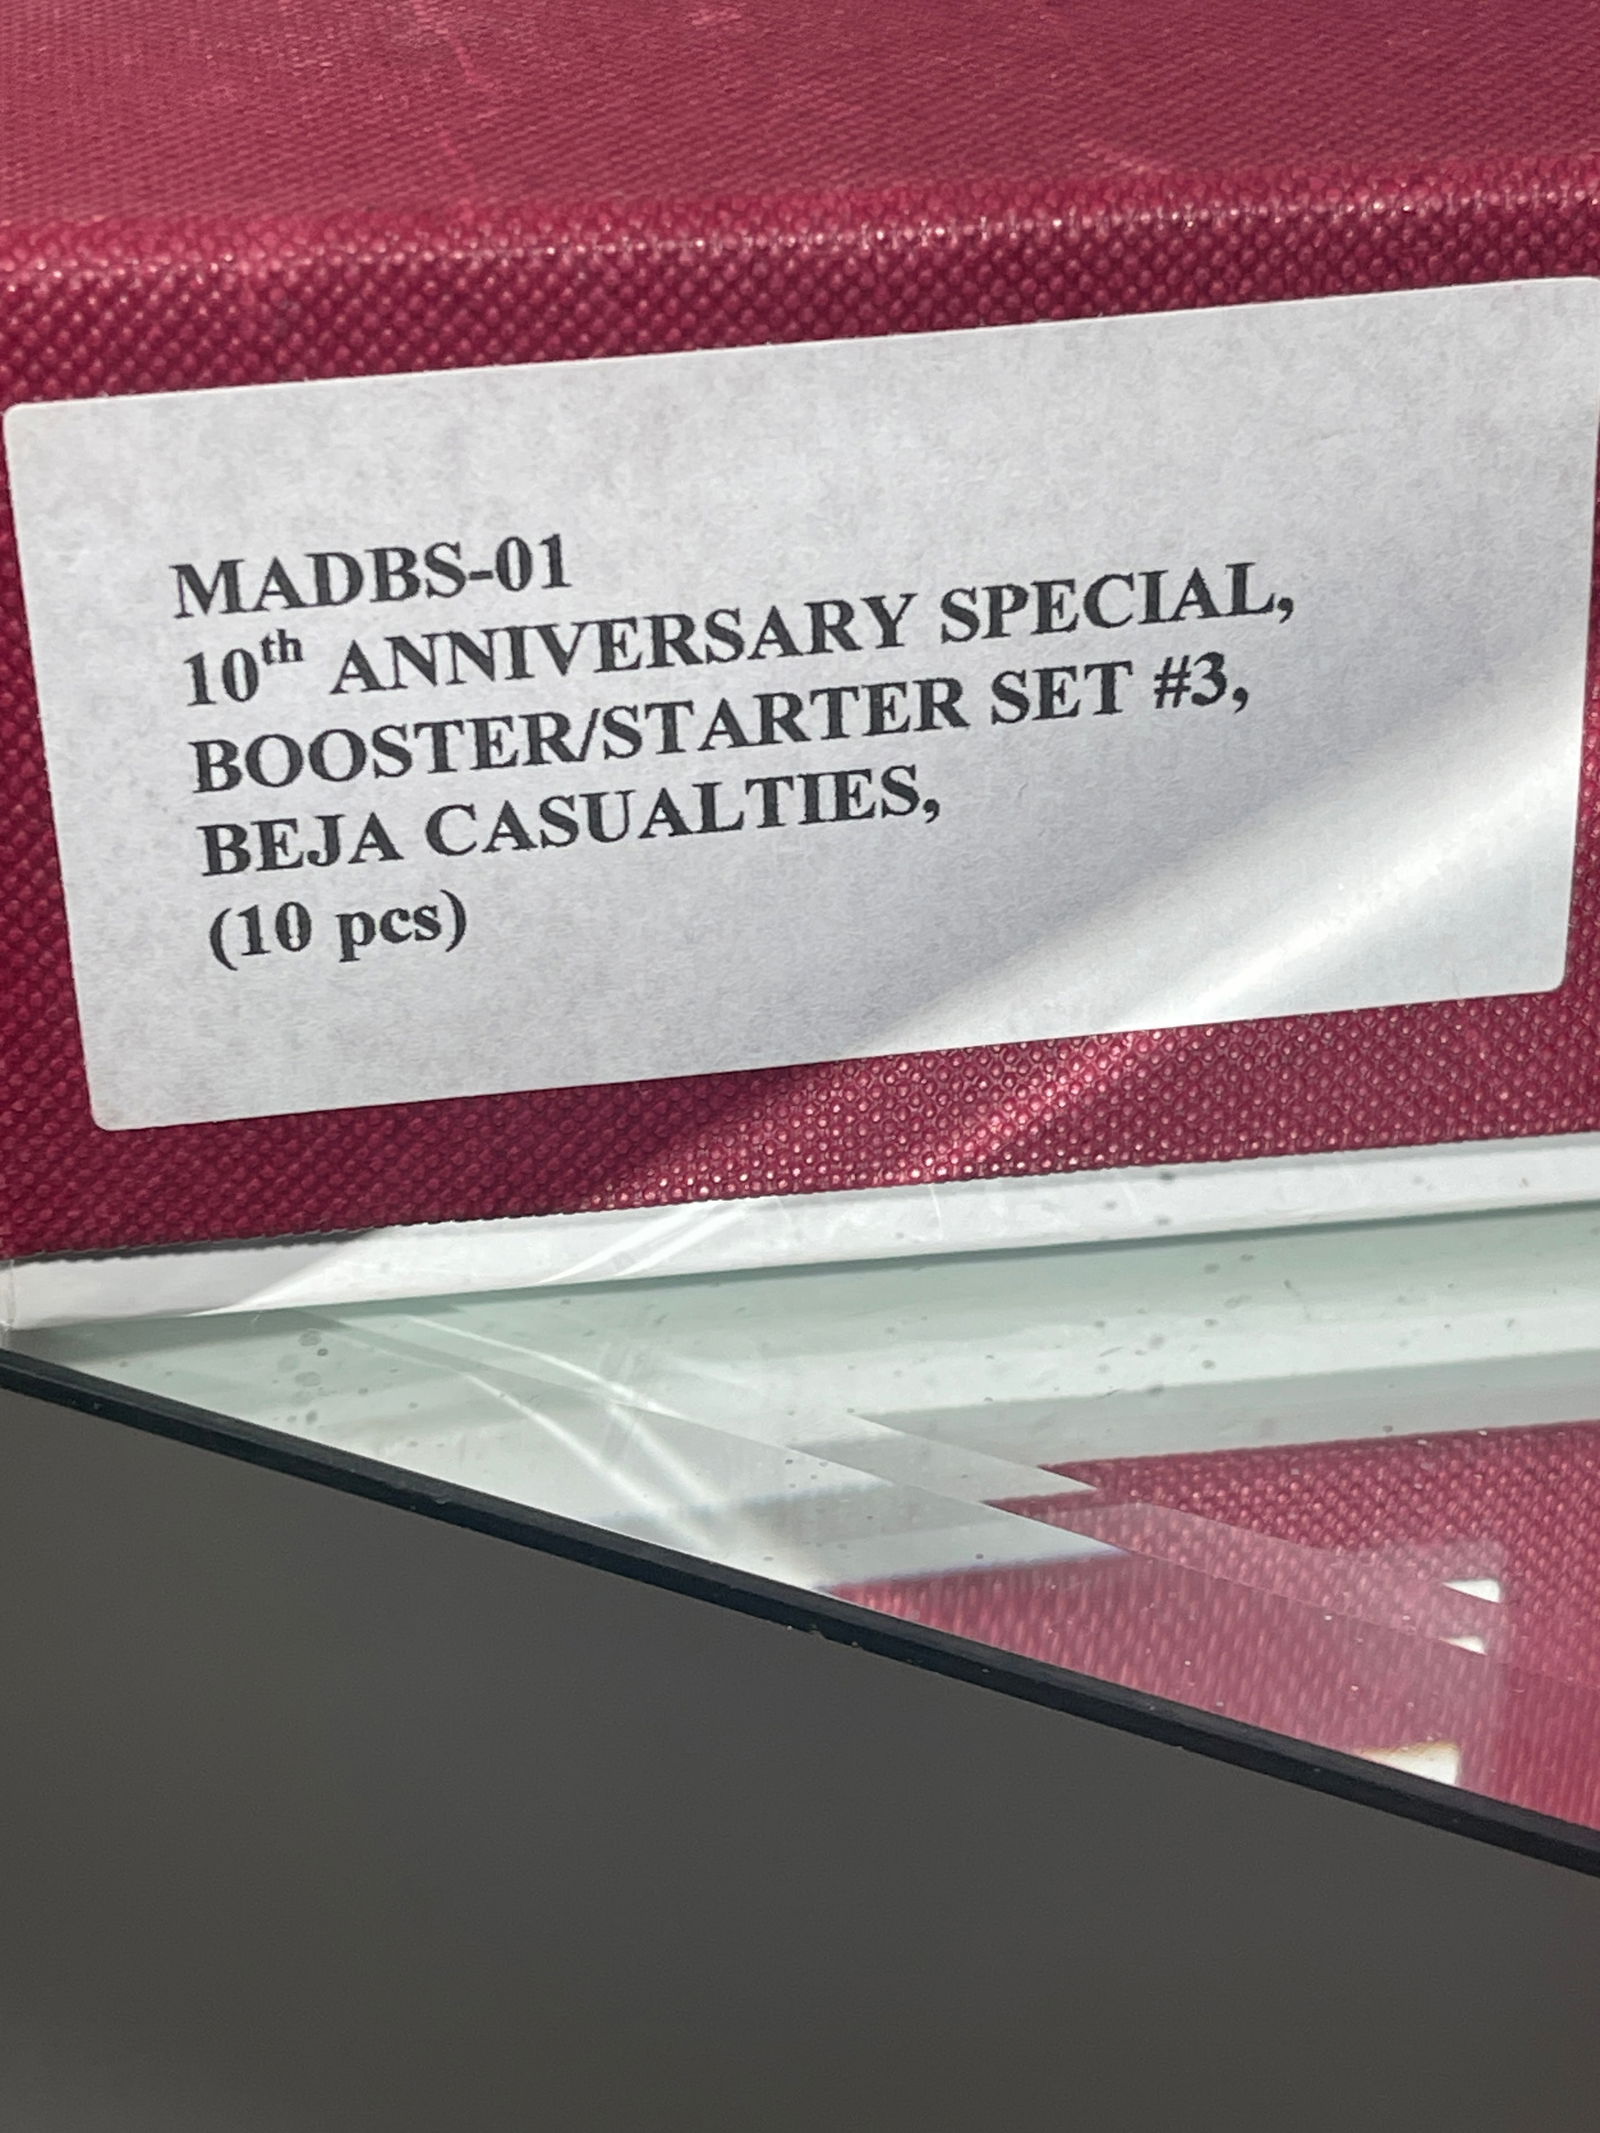 MADBS-01
10th ANNIVERSARY SPECIAL,
BOOSTER/STARTER SET #3,
BEJA CASUALTIES,
(10 pcs)